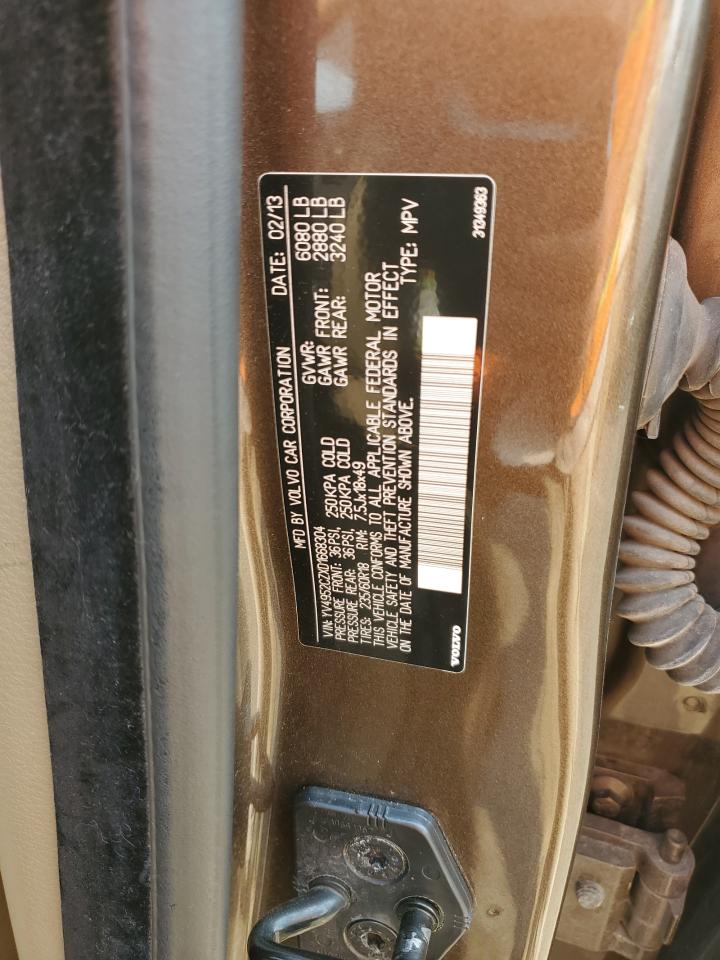 MFD BY VOLVO CAR CORPORATION DATE: 02/13
GVWR: 6080 LB
GAWR FRONT: 2880 LB
GAWR REAR: 3240 LB
VIN: YV4952CZXD1668304
PRESSURE FRONT: 36PSI, 250KPA COLD
PRESSURE REAR: 36PSI, 250KPA COLD
TIRES: 235/60R18 RIM: 7.5Jx18x49
THIS VEHICLE CONFORMS TO ALL APPLICABLE FEDERAL MOTOR
VEHICLE SAFETY AND THEFT PREVENTION STANDARDS IN EFFECT
ON THE DATE OF MANUFACTURE SHOWN ABOVE. TYPE: MPV
VOLVO 31349363